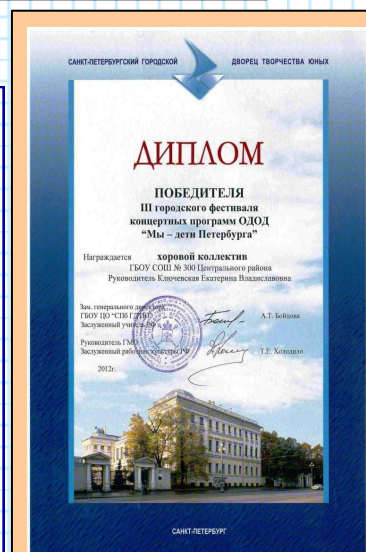 САНКТ-ПЕТЕРБУРГСКИЙ ГОРОДСКОЙ ДВОРЕЦ ТВОРЧЕСТВА ЮНЫХ
ДИПЛОМ
ПОБЕДИТЕЛЯ
III городского фестиваля
концертных программ ОДОД
“Мы – дети Петербурга”
Награждается хоровой коллектив
ГБОУ СОШ № 300 Центрального района
Руководитель Ключевская Екатерина Владиславовна
Зам. генерального директора
ГБОУ ЦО “СПб ГДТЮ”
Заслуженный учитель РФ А.Т. Бойцова
Руководитель ГМО
Заслуженный работник культуры РФ Т.Е. Холодило
2012г.
САНКТ-ПЕТЕРБУРГ